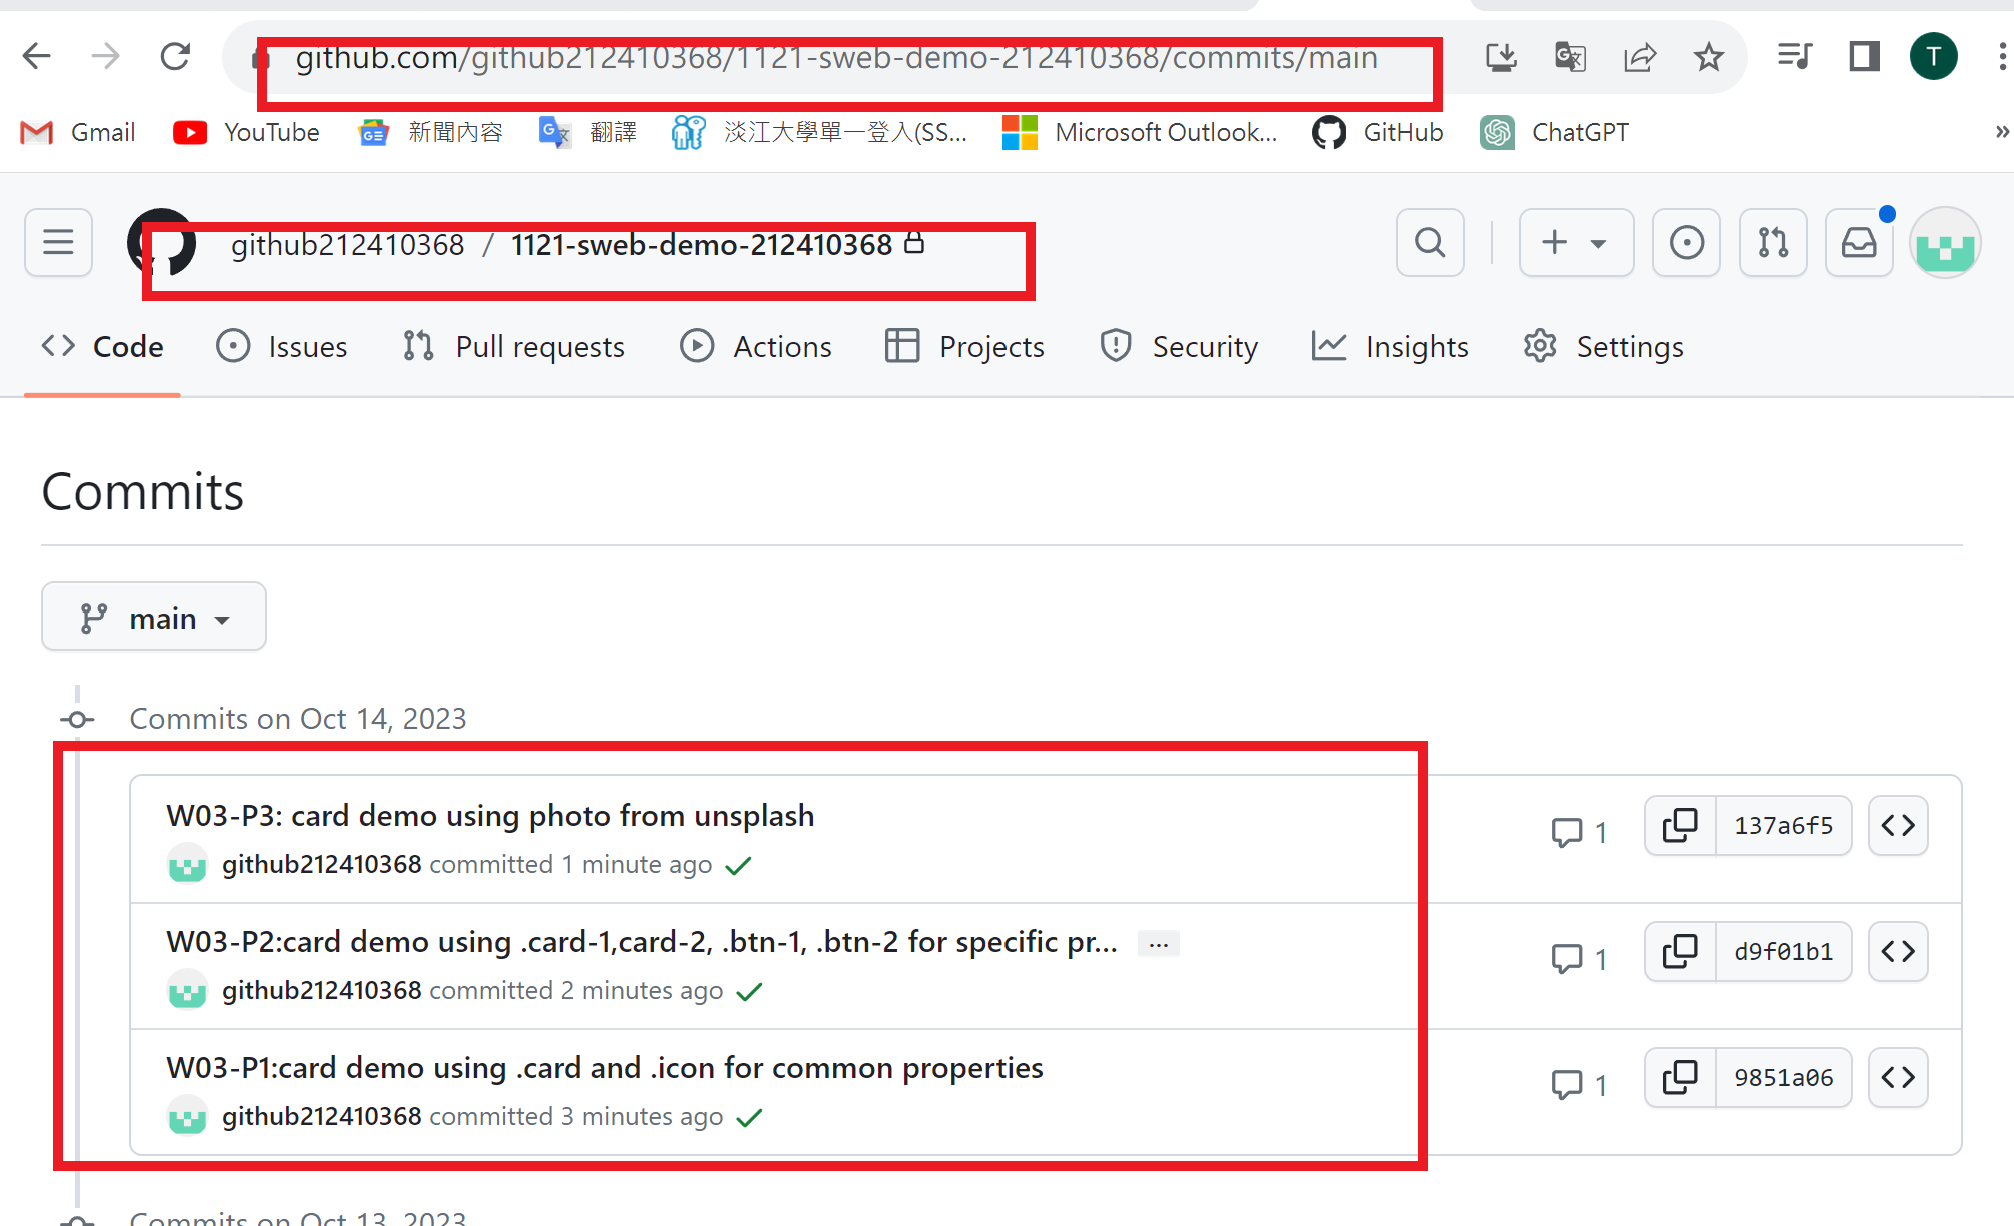 github.com/github212410368/1121-sweb-demo-212410368/commits/main
T
Gmail YouTube 新聞內容 翻譯 淡江大學單一登入(SS... Microsoft Outlook... GitHub ChatGPT »
github212410368 / 1121-sweb-demo-212410368
Code Issues Pull requests Actions Projects Security Insights Settings
Commits
main
Commits on Oct 14, 2023
W03-P3: card demo using photo from unsplash
1 137a6f5
github212410368 committed 1 minute ago
W03-P2:card demo using .card-1,card-2, .btn-1, .btn-2 for specific pr... ...
1 d9f01b1
github212410368 committed 2 minutes ago
W03-P1:card demo using .card and .icon for common properties
1 9851a06
github212410368 committed 3 minutes ago
Commits on Oct 13, 2023